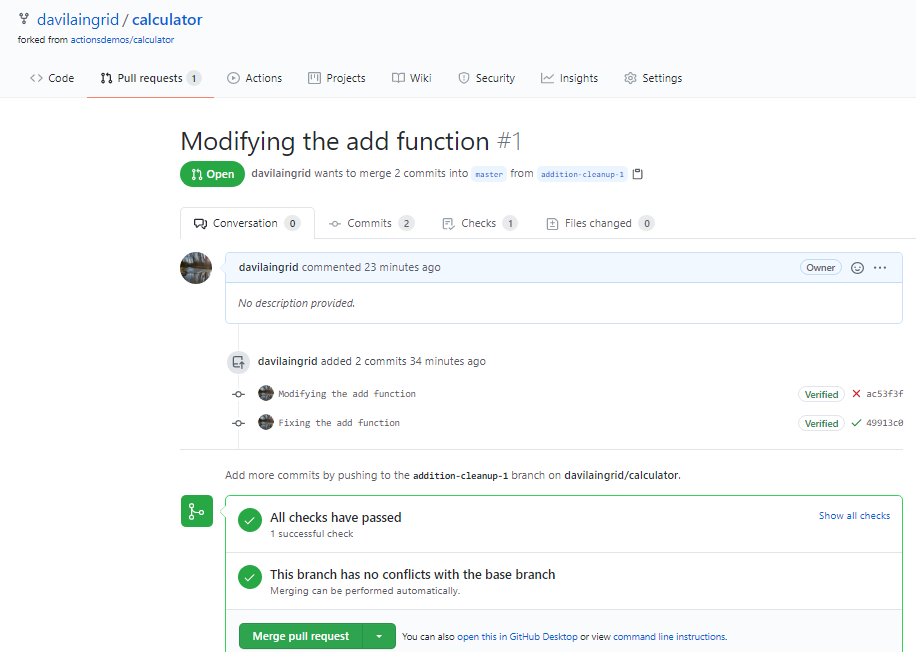 davilaingrid / calculator
forked from actionsdemos/calculator
Code Pull requests 1 Actions Projects Wiki Security Insights Settings
Modifying the add function #1
Open davilaingrid wants to merge 2 commits into master from addition-cleanup-1
Conversation 0 Commits 2 Checks 1 Files changed 0
davilaingrid commented 23 minutes ago Owner ...
No description provided.
davilaingrid added 2 commits 34 minutes ago
Modifying the add function Verified ac53f3f
Fixing the add function Verified 49913c0
Add more commits by pushing to the addition-cleanup-1 branch on davilaingrid/calculator.
All checks have passed Show all checks
1 successful check
This branch has no conflicts with the base branch
Merging can be performed automatically.
Merge pull request You can also open this in GitHub Desktop or view command line instructions.